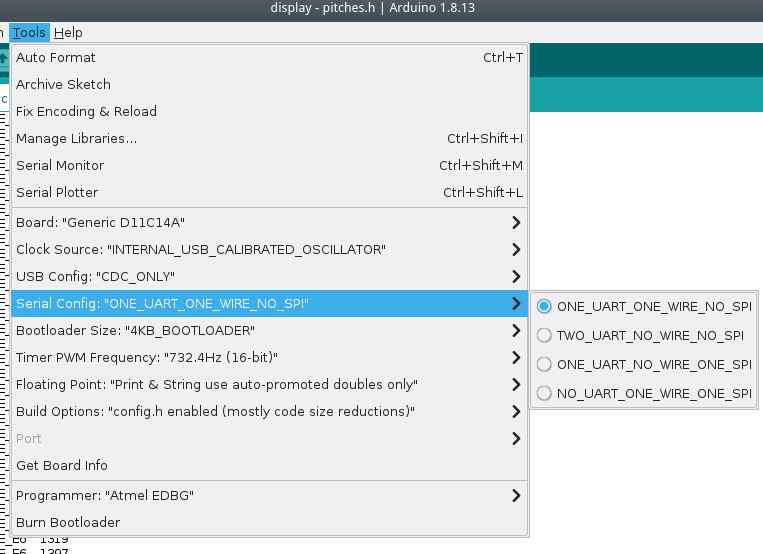 display - pitches.h | Arduino 1.8.13
Tools Help
Auto Format Ctrl+T
Archive Sketch
Fix Encoding & Reload
Manage Libraries... Ctrl+Shift+I
Serial Monitor Ctrl+Shift+M
Serial Plotter Ctrl+Shift+L
Board: "Generic D11C14A"
Clock Source: "INTERNAL_USB_CALIBRATED_OSCILLATOR"
USB Config: "CDC_ONLY"
Serial Config: "ONE_UART_ONE_WIRE_NO_SPI"
ONE_UART_ONE_WIRE_NO_SPI
TWO_UART_NO_WIRE_NO_SPI
ONE_UART_NO_WIRE_ONE_SPI
NO_UART_ONE_WIRE_ONE_SPI
Bootloader Size: "4KB_BOOTLOADER"
Timer PWM Frequency: "732.4Hz (16-bit)"
Floating Point: "Print & String use auto-promoted doubles only"
Build Options: "config.h enabled (mostly code size reductions)"
Port
Get Board Info
Programmer: "Atmel EDBG"
Burn Bootloader